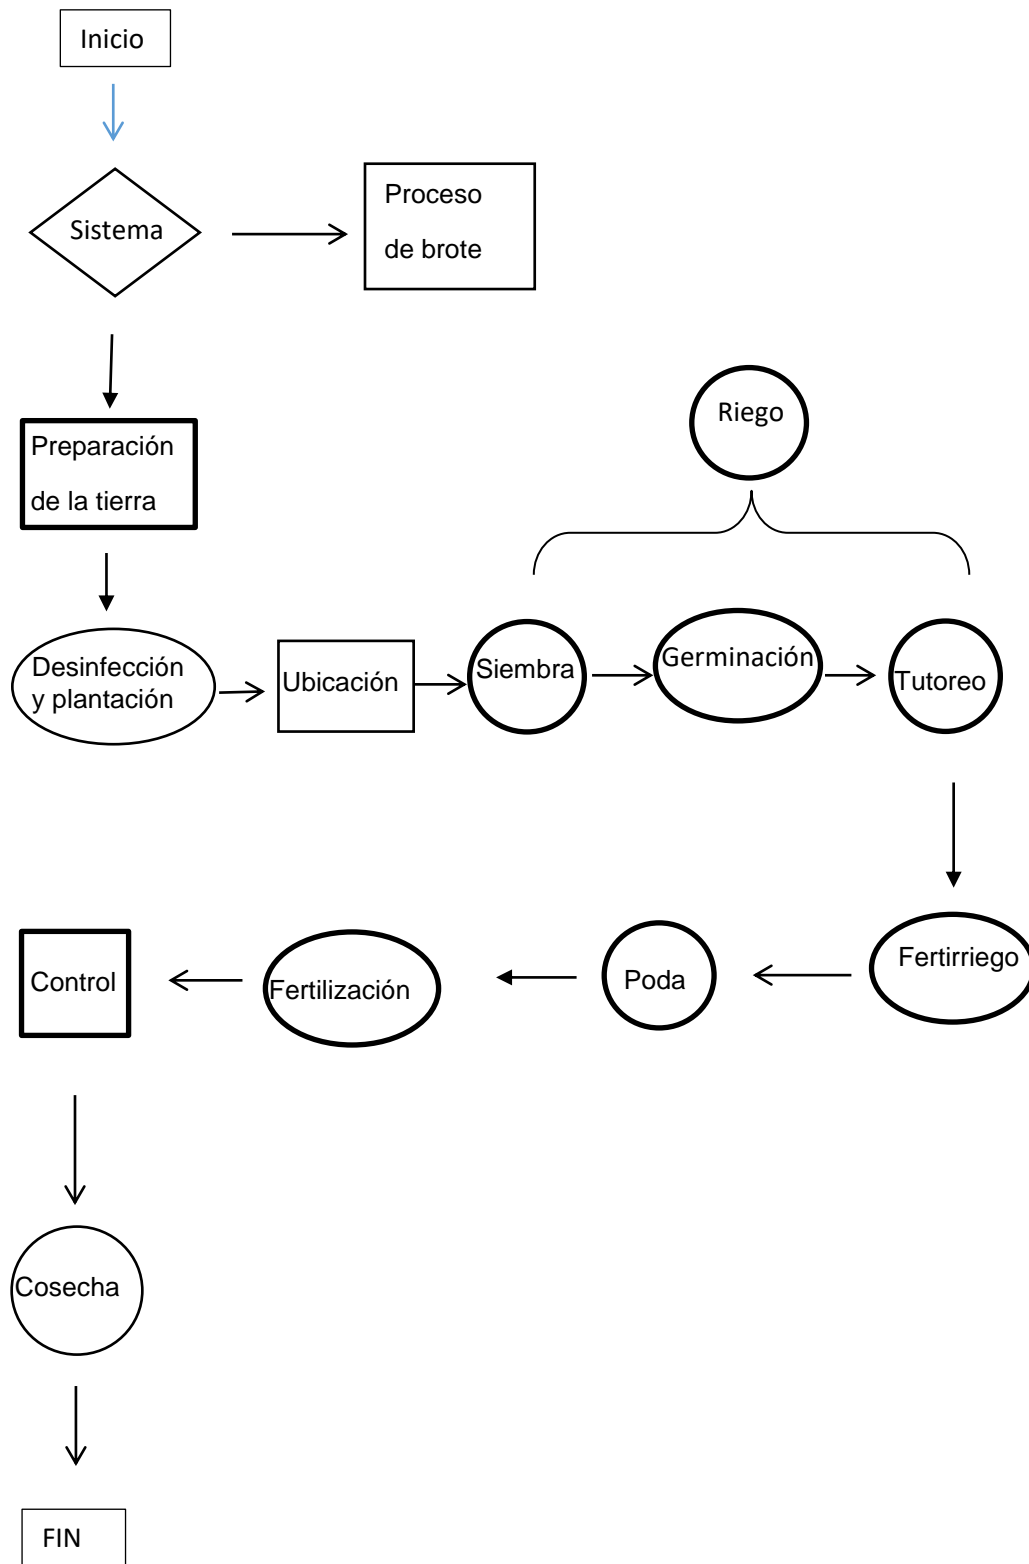 Inicio
Sistema
Proceso
de brote
Riego
Preparación
de la tierra
Desinfección
y plantación
Ubicación
Siembra
Germinación
Tutoreo
Fertirriego
Poda
Fertilización
Control
Cosecha
FIN